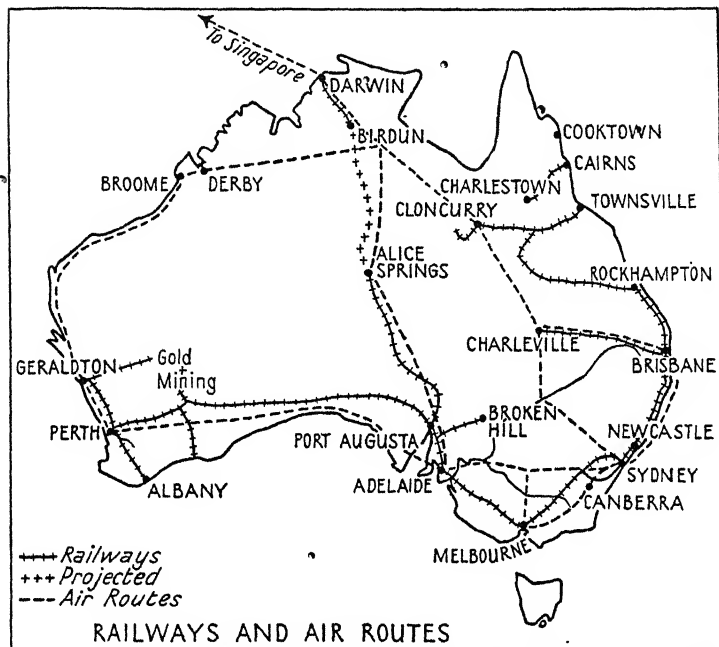 To Singapore
DARWIN
BIRDUN
COOKTOWN
CAIRNS
BROOME
DERBY
CHARLESTOWN
TOWNSVILLE
CLONCURRY
ALICE
SPRINGS
ROCKHAMPTON
CHARLEVILLE
BRISBANE
GERALDTON
Gold
Mining
BROKEN
HILL
NEWCASTLE
PERTH
PORT AUGUSTA
SYDNEY
ADELAIDE
CANBERRA
ALBANY
MELBOURNE
Railways
Projected
Air Routes
RAILWAYS AND AIR ROUTES